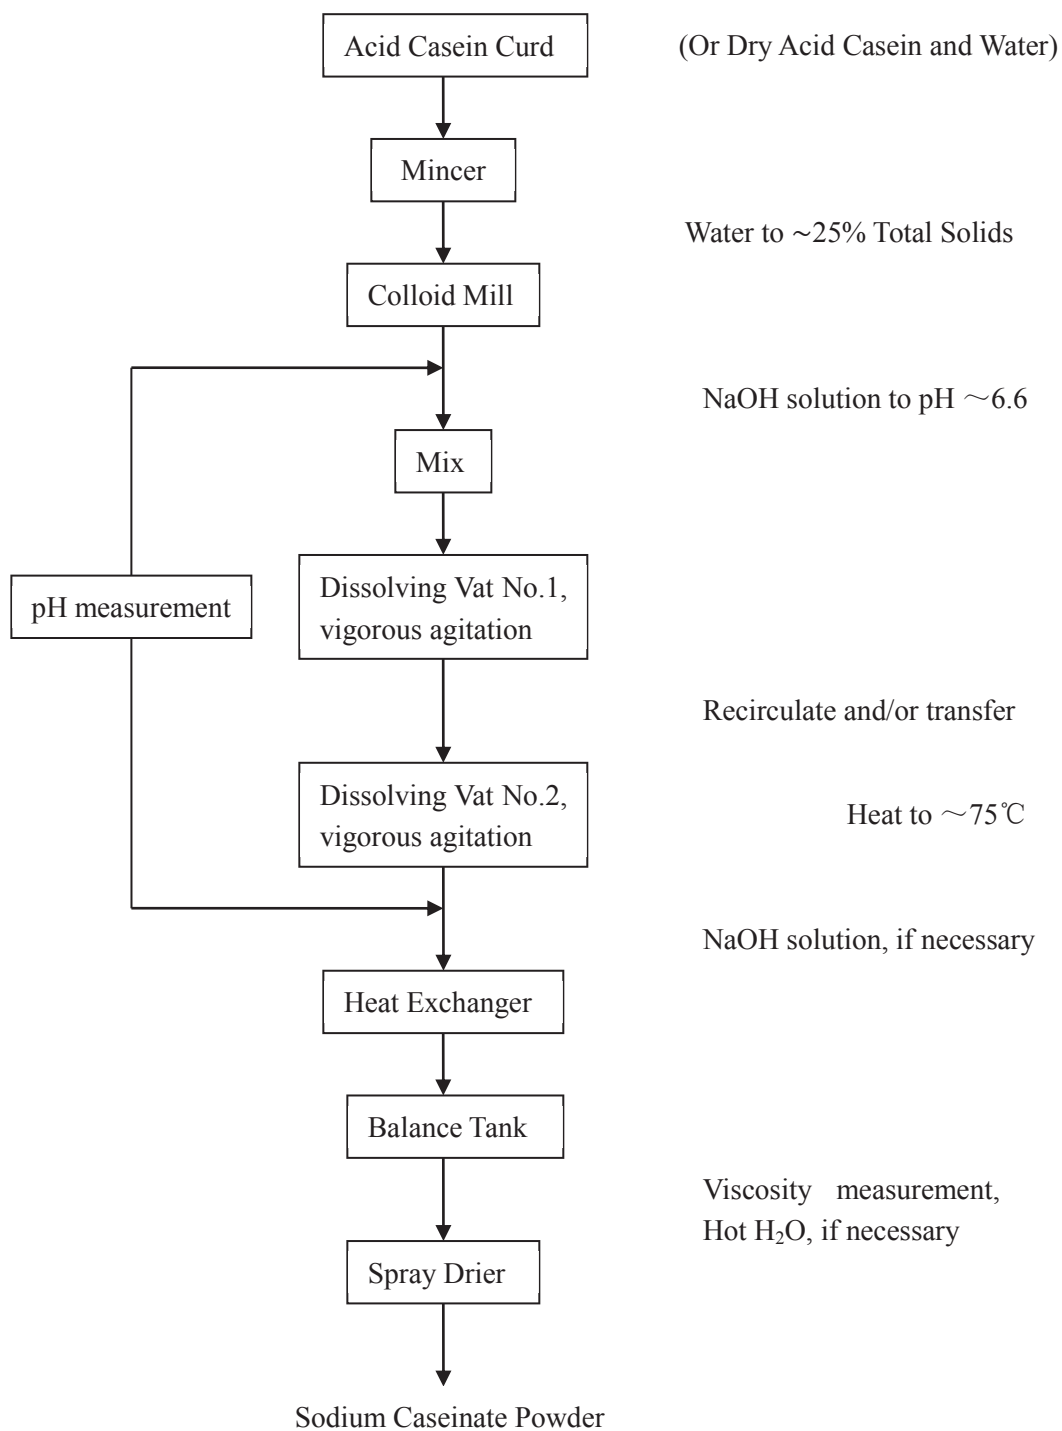 Acid Casein Curd
(Or Dry Acid Casein and Water)
Mincer
Water to ~25% Total Solids
Colloid Mill
NaOH solution to pH ～6.6
Mix
pH measurement
Dissolving Vat No.1,
vigorous agitation
Recirculate and/or transfer
Dissolving Vat No.2,
vigorous agitation
Heat to ～75℃
NaOH solution, if necessary
Heat Exchanger
Balance Tank
Viscosity measurement,
Hot H₂O, if necessary
Spray Drier
Sodium Caseinate Powder